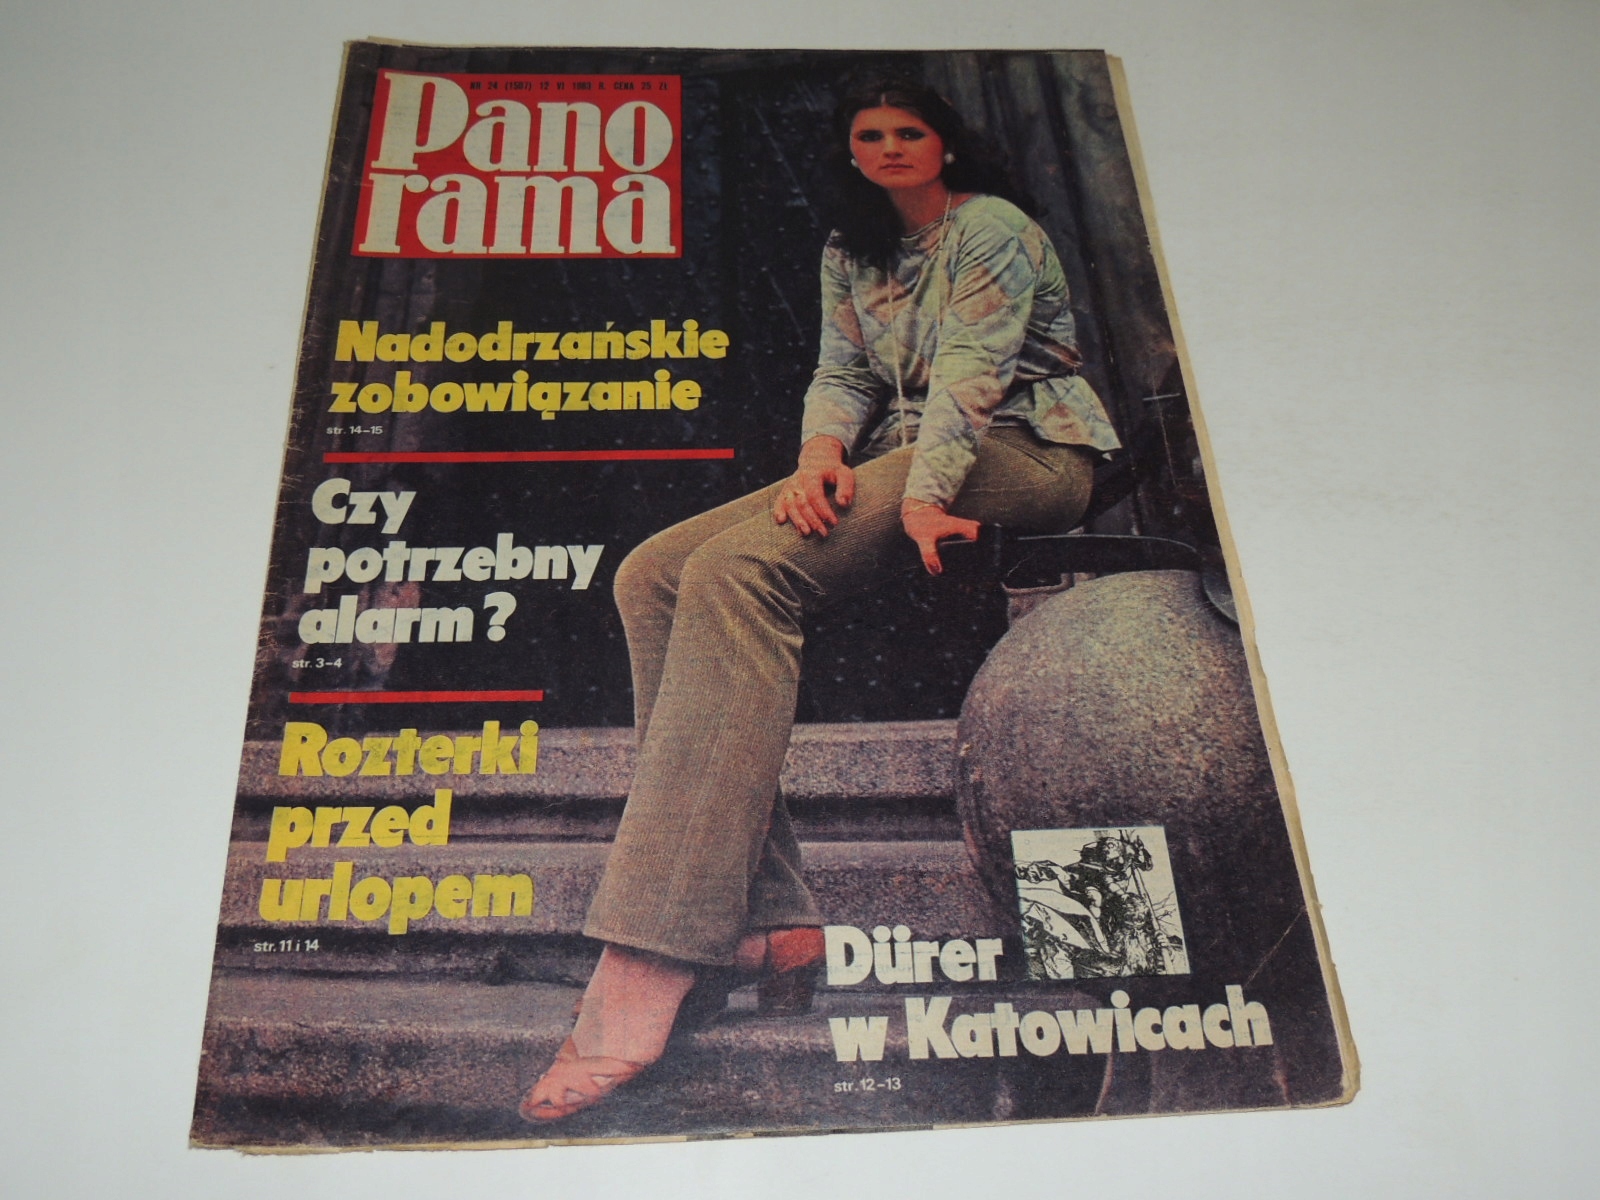 NR 24 (1507) 12 VI 1983 R. CENA 25 ZŁ
Pano
rama
Nadodrzańskie
zobowiązanie
str. 14–15
Czy
potrzebny
alarm?
str. 3–4
Rozterki
przed
urlopem
str. 11 i 14
Dürer
w Katowicach
str. 12–13